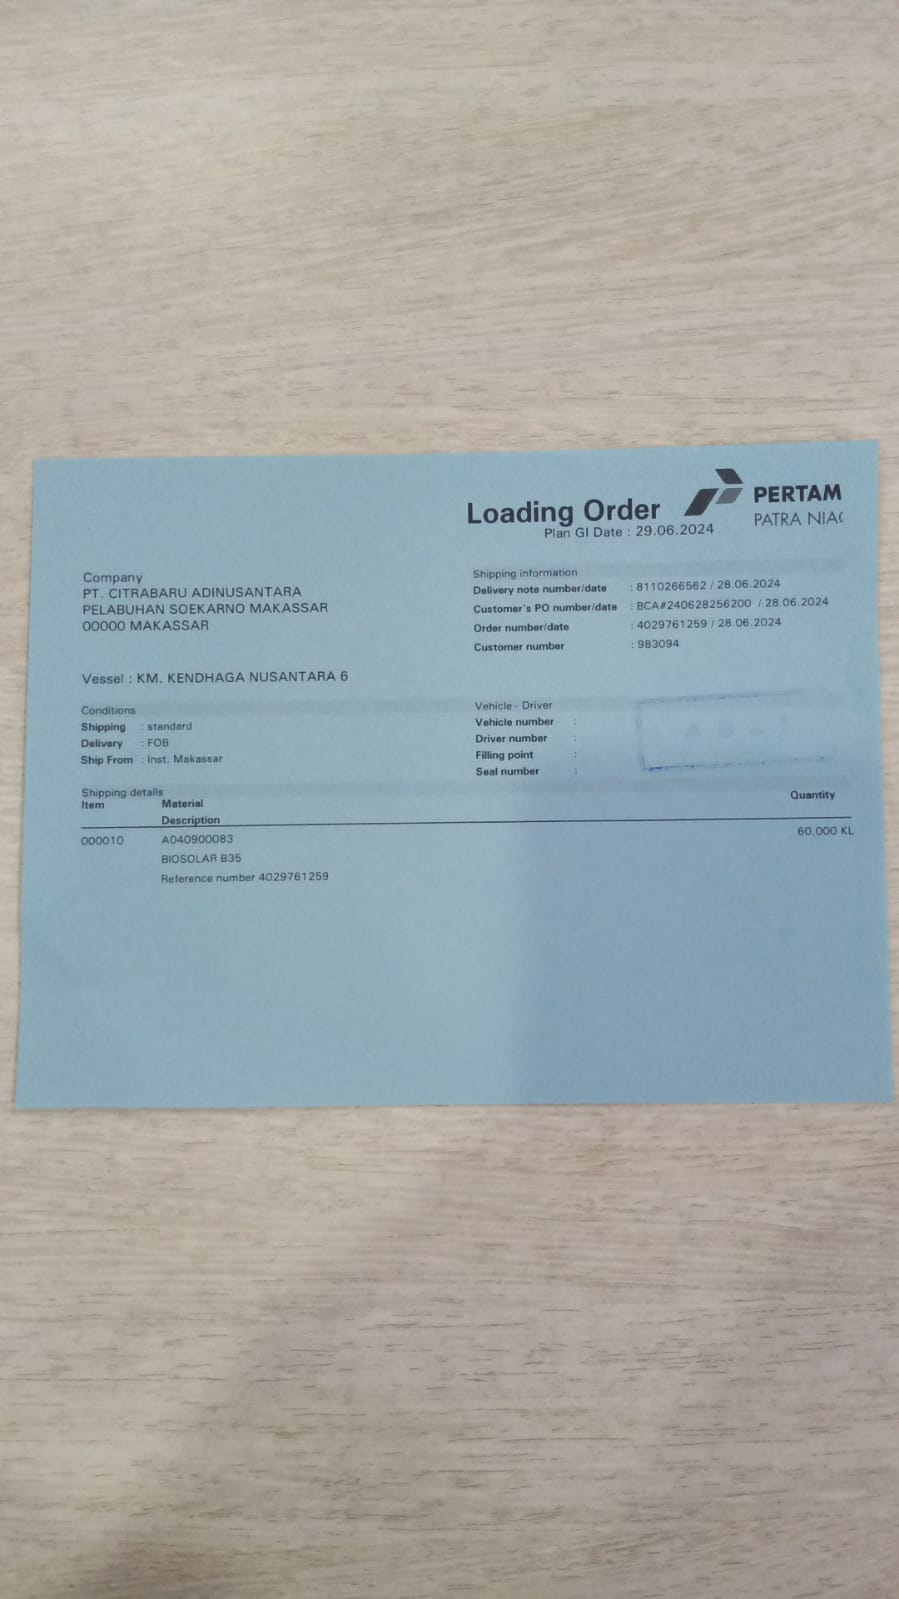 Loading Order
PERTAM
PATRA NIAG
Plan GI Date : 29.06.2024
Company
PT. CITRABARU ADINUSANTARA
PELABUHAN SOEKARNO MAKASSAR
00000 MAKASSAR
Vessel : KM. KENDHAGA NUSANTARA 6
Shipping information
Delivery note number/date : 8110266562 / 28.06.2024
Customer's PO number/date : BCA#240628256200 / 28.06.2024
Order number/date : 4029761259 / 28.06.2024
Customer number : 983094
Conditions
Shipping : standard
Delivery : FOB
Ship From : Inst. Makassar
Vehicle - Driver
Vehicle number :
Driver number :
Filling point :
Seal number :
Shipping details
Item Material Quantity
Description
000010 A040900083 60,000 KL
BIOSOLAR B35
Reference number 4029761259